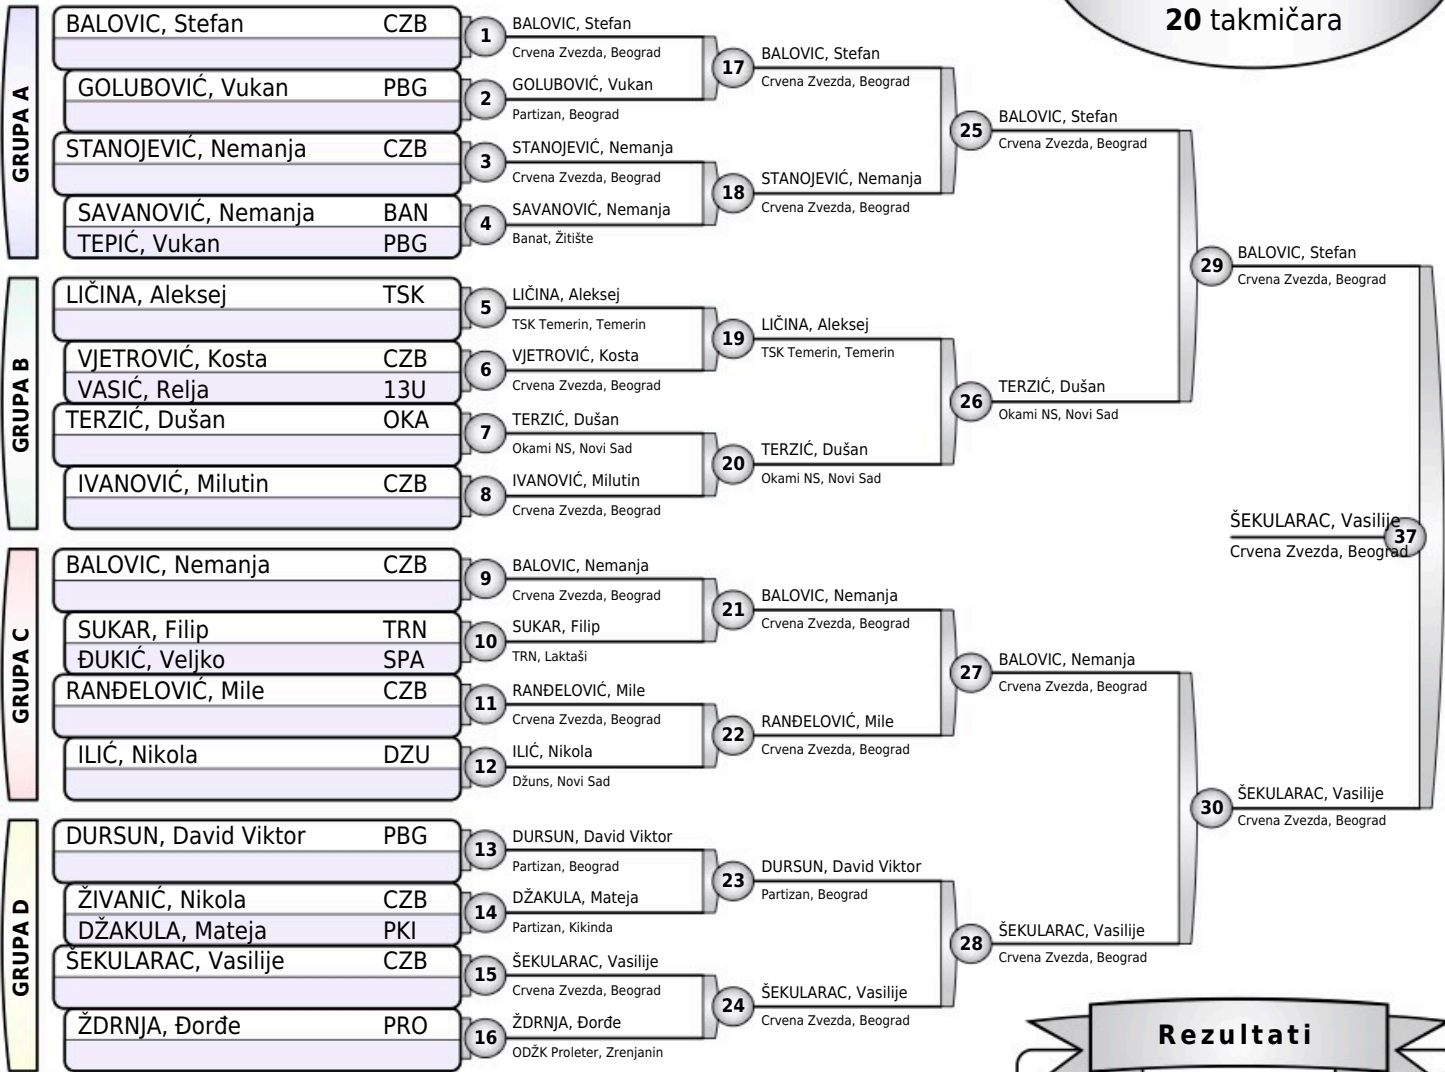 20 takmičara
GRUPA A
BALOVIC, Stefan CZB
GOLUBOVIĆ, Vukan PBG
STANOJEVIĆ, Nemanja CZB
SAVANOVIĆ, Nemanja BAN
TEPIĆ, Vukan PBG
GRUPA B
LIČINA, Aleksej TSK
VJETROVIĆ, Kosta CZB
VASIĆ, Relja 13U
TERZIĆ, Dušan OKA
IVANOVIĆ, Milutin CZB
GRUPA C
BALOVIC, Nemanja CZB
SUKAR, Filip TRN
ĐUKIĆ, Veljko SPA
RANĐELOVIĆ, Mile CZB
ILIĆ, Nikola DZU
GRUPA D
DURSUN, David Viktor PBG
ŽIVANIĆ, Nikola CZB
DŽAKULA, Mateja PKI
ŠEKULARAC, Vasilije CZB
ŽDRNJA, Đorđe PRO
1 BALOVIC, Stefan
Crvena Zvezda, Beograd
2 GOLUBOVIĆ, Vukan
Partizan, Beograd
3 STANOJEVIĆ, Nemanja
Crvena Zvezda, Beograd
4 SAVANOVIĆ, Nemanja
Banat, Žitište
5 LIČINA, Aleksej
TSK Temerin, Temerin
6 VJETROVIĆ, Kosta
Crvena Zvezda, Beograd
7 TERZIĆ, Dušan
Okami NS, Novi Sad
8 IVANOVIĆ, Milutin
Crvena Zvezda, Beograd
9 BALOVIC, Nemanja
Crvena Zvezda, Beograd
10 SUKAR, Filip
TRN, Laktaši
11 RANĐELOVIĆ, Mile
Crvena Zvezda, Beograd
12 ILIĆ, Nikola
Džuns, Novi Sad
13 DURSUN, David Viktor
Partizan, Beograd
14 DŽAKULA, Mateja
Partizan, Kikinda
15 ŠEKULARAC, Vasilije
Crvena Zvezda, Beograd
16 ŽDRNJA, Đorđe
ODŽK Proleter, Zrenjanin
17 BALOVIC, Stefan
Crvena Zvezda, Beograd
18 STANOJEVIĆ, Nemanja
Crvena Zvezda, Beograd
19 LIČINA, Aleksej
TSK Temerin, Temerin
20 TERZIĆ, Dušan
Okami NS, Novi Sad
21 BALOVIC, Nemanja
Crvena Zvezda, Beograd
22 RANĐELOVIĆ, Mile
Crvena Zvezda, Beograd
23 DURSUN, David Viktor
Partizan, Beograd
24 ŠEKULARAC, Vasilije
Crvena Zvezda, Beograd
25 BALOVIC, Stefan
Crvena Zvezda, Beograd
26 TERZIĆ, Dušan
Okami NS, Novi Sad
27 BALOVIC, Nemanja
Crvena Zvezda, Beograd
28 ŠEKULARAC, Vasilije
Crvena Zvezda, Beograd
29 BALOVIC, Stefan
Crvena Zvezda, Beograd
30 ŠEKULARAC, Vasilije
Crvena Zvezda, Beograd
ŠEKULARAC, Vasilije
37
Crvena Zvezda, Beograd
Rezultati